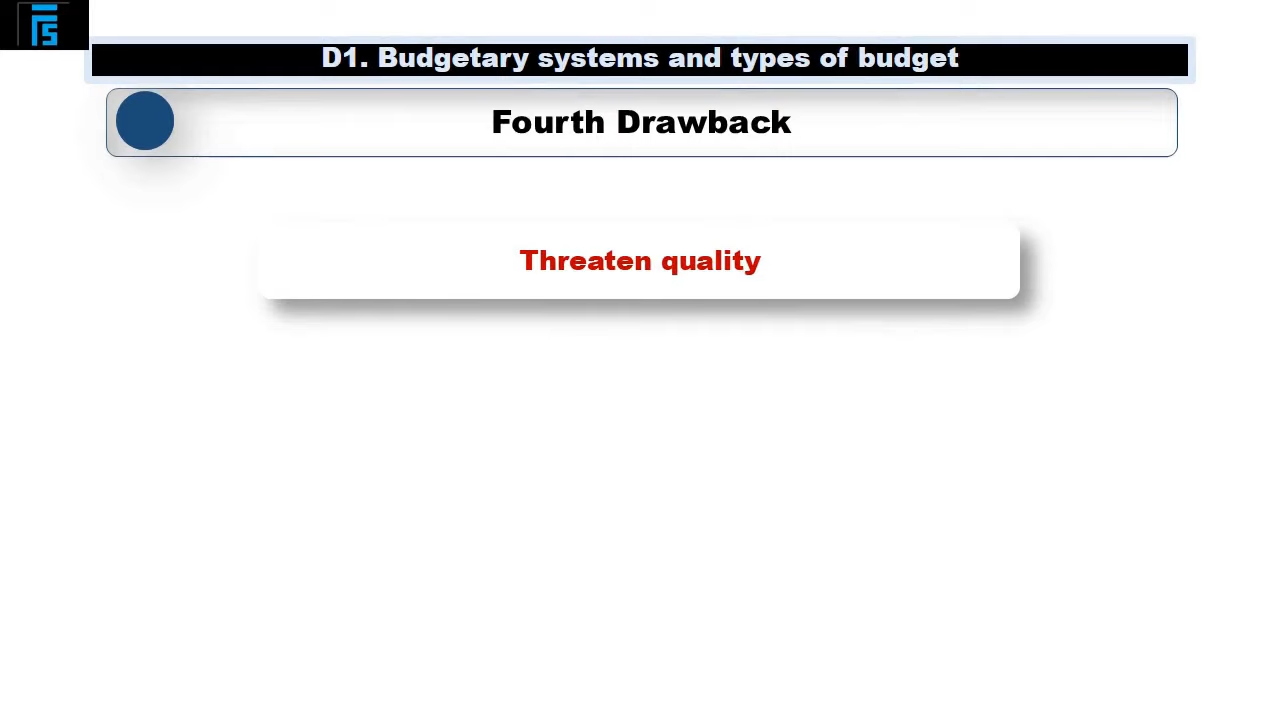 D1. Budgetary systems and types of budget
Fourth Drawback
Threaten quality